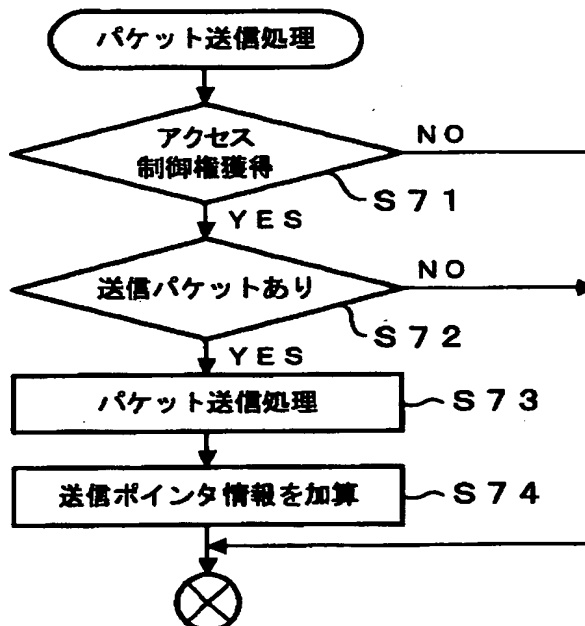 パケット送信処理
アクセス
制御権獲得
NO
S71
YES
送信パケットあり
NO
S72
YES
パケット送信処理
S73
送信ポインタ情報を加算
S74